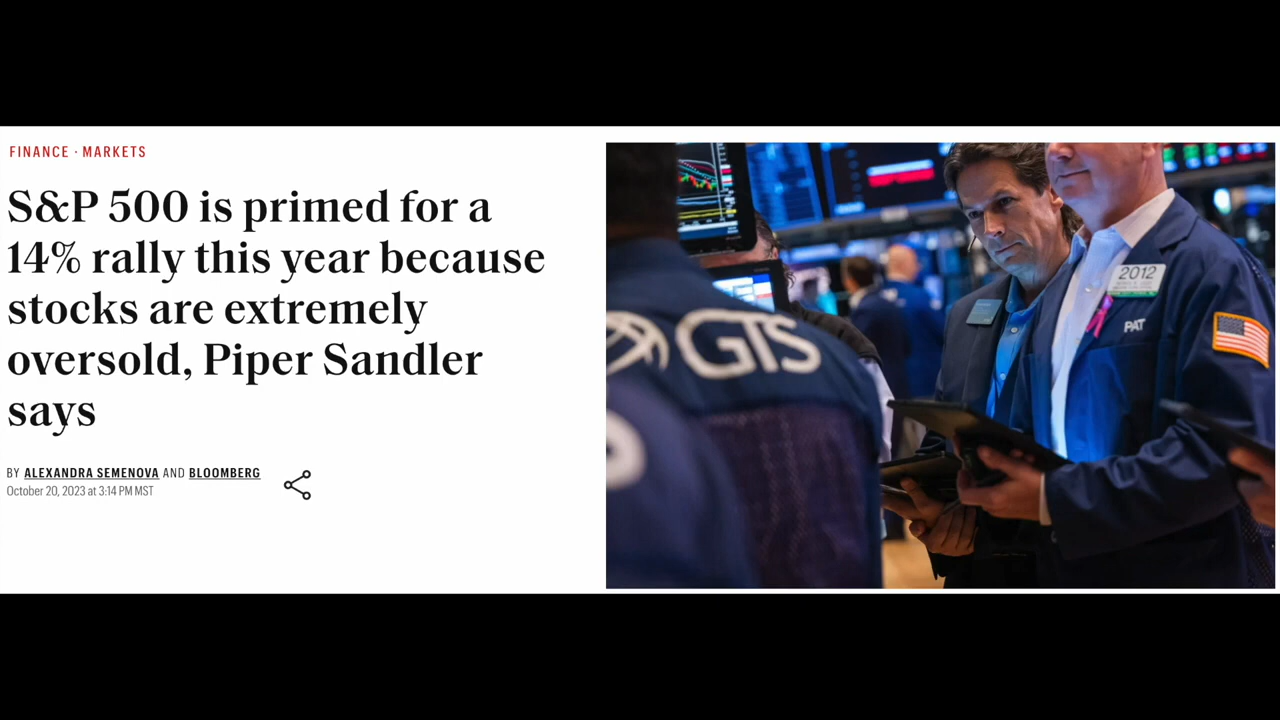 FINANCE · MARKETS
S&P 500 is primed for a
14% rally this year because
stocks are extremely
oversold, Piper Sandler
says
BY ALEXANDRA SEMENOVA AND BLOOMBERG
October 20, 2023 at 3:14 PM MST
GTS
2012
PAT